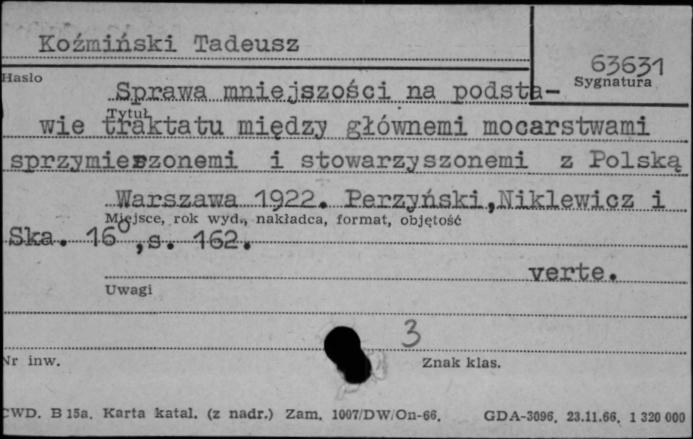 Koźmiński Tadeusz
63631
Hasło
Sygnatura
Sprawa mniejszości na podsta-
Tytuł
wie traktatu między głównemi mocarstwami
sprzymierzonemi i stowarzyszonemi z Polską
Warszawa 1922. Perzyński,Niklewicz i
Miejsce, rok wyd., nakładca, format, objętość
Ska. 16⁰,s. 162.
verte.
Uwagi
3
Nr inw.
Znak klas.
CWD. B 15a. Karta katal. (z nadr.) Zam. 1007/DW/On-66. GDA-3096. 23.11.66. 1 320 000